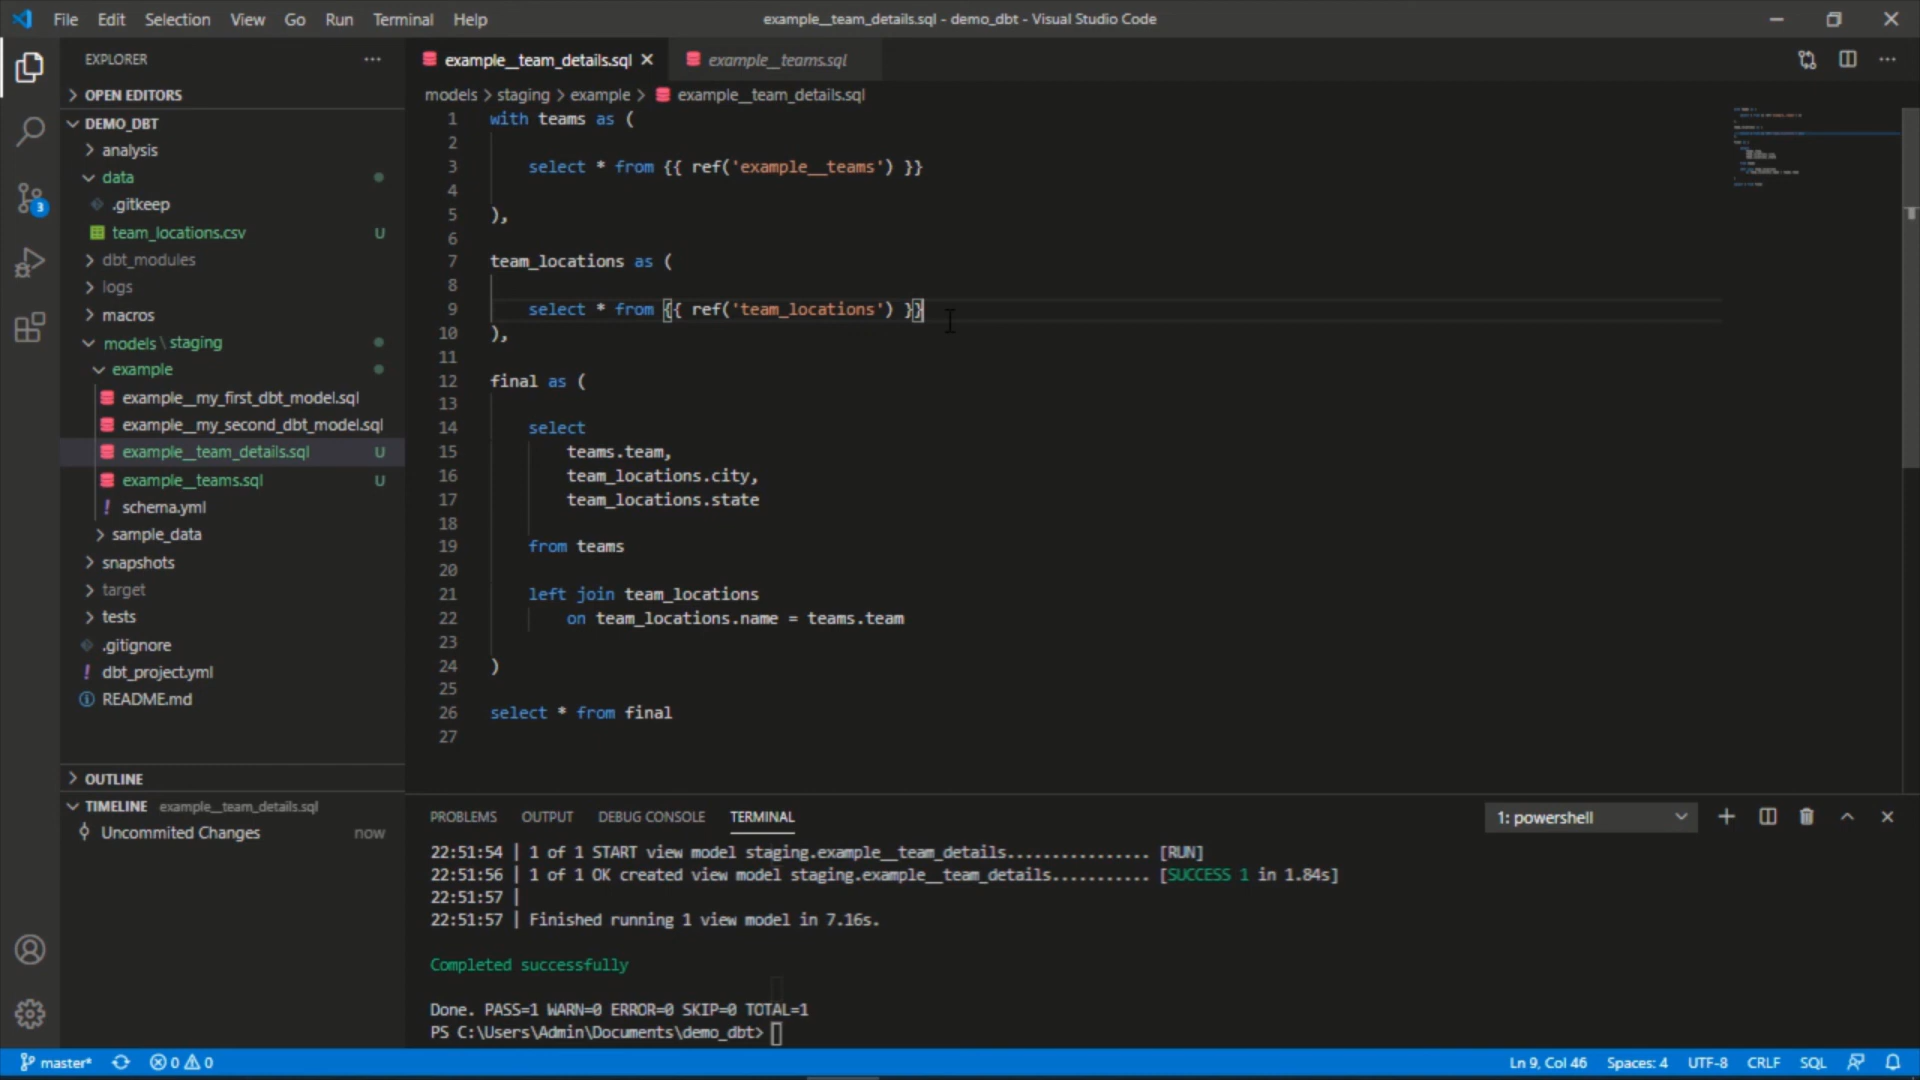 File Edit Selection View Go Run Terminal Help
example__team_details.sql - demo_dbt - Visual Studio Code
EXPLORER
OPEN EDITORS
DEMO_DBT
analysis
data
.gitkeep
team_locations.csv U
dbt_modules
logs
macros
models \ staging
example
example__my_first_dbt_model.sql
example__my_second_dbt_model.sql
example__team_details.sql U
example__teams.sql U
schema.yml
sample_data
snapshots
target
tests
.gitignore
dbt_project.yml
README.md
OUTLINE
TIMELINE example__team_details.sql
Uncommited Changes now
3
example__team_details.sql
example__teams.sql
models > staging > example > example__team_details.sql
1 with teams as (
2
3 select * from {{ ref('example__teams') }}
4
5 ),
6
7 team_locations as (
8
9 select * from {{ ref('team_locations') }}
10 ),
11
12 final as (
13
14 select
15 teams.team,
16 team_locations.city,
17 team_locations.state
18
19 from teams
20
21 left join team_locations
22 on team_locations.name = teams.team
23
24 )
25
26 select * from final
27
PROBLEMS OUTPUT DEBUG CONSOLE TERMINAL
1: powershell
22:51:54 | 1 of 1 START view model staging.example__team_details................ [RUN]
22:51:56 | 1 of 1 OK created view model staging.example__team_details........... [SUCCESS 1 in 1.84s]
22:51:57 |
22:51:57 | Finished running 1 view model in 7.16s.
Completed successfully
Done. PASS=1 WARN=0 ERROR=0 SKIP=0 TOTAL=1
PS C:\Users\Admin\Documents\demo_dbt>
master* 0 0
Ln 9, Col 46 Spaces: 4 UTF-8 CRLF SQL